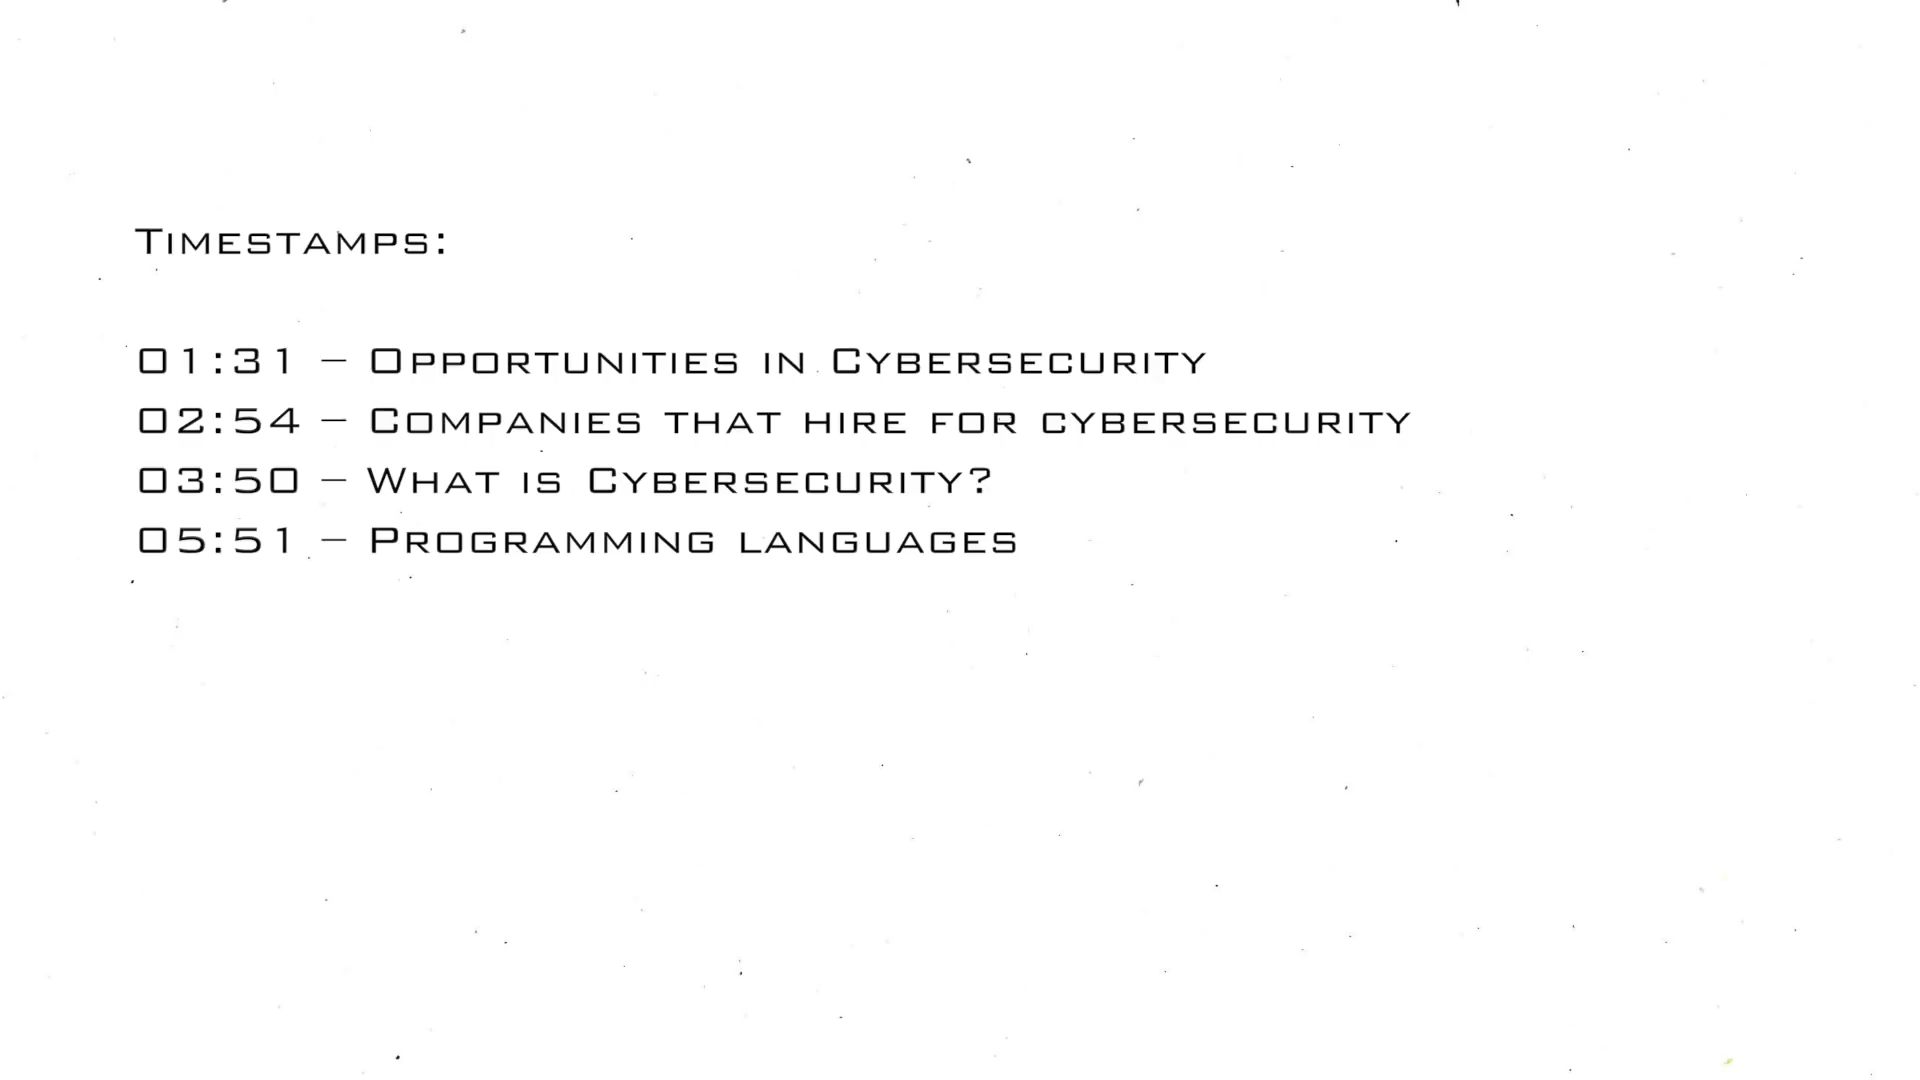 Timestamps:
01:31 – Opportunities in Cybersecurity
02:54 – Companies that hire for cybersecurity
03:50 – What is Cybersecurity?
05:51 – Programming languages